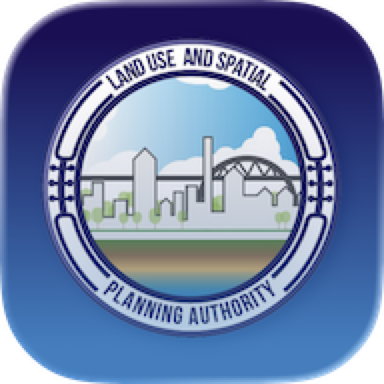 LAND USE AND SPATIAL
PLANNING AUTHORITY